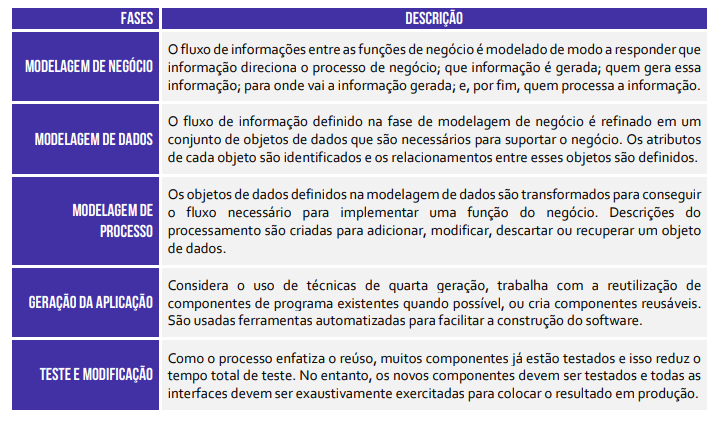 FASES DESCRIÇÃO
MODELAGEM DE NEGÓCIO
O fluxo de informações entre as funções de negócio é modelado de modo a responder que
informação direciona o processo de negócio; que informação é gerada; quem gera essa
informação; para onde vai a informação gerada; e, por fim, quem processa a informação.
MODELAGEM DE DADOS
O fluxo de informação definido na fase de modelagem de negócio é refinado em um
conjunto de objetos de dados que são necessários para suportar o negócio. Os atributos
de cada objeto são identificados e os relacionamentos entre esses objetos são definidos.
MODELAGEM DE
PROCESSO
Os objetos de dados definidos na modelagem de dados são transformados para conseguir
o fluxo necessário para implementar uma função do negócio. Descrições do
processamento são criadas para adicionar, modificar, descartar ou recuperar um objeto
de dados.
GERAÇÃO DA APLICAÇÃO
Considera o uso de técnicas de quarta geração, trabalha com a reutilização de
componentes de programa existentes quando possível, ou cria componentes reusáveis.
São usadas ferramentas automatizadas para facilitar a construção do software.
TESTE E MODIFICAÇÃO
Como o processo enfatiza o reúso, muitos componentes já estão testados e isso reduz o
tempo total de teste. No entanto, os novos componentes devem ser testados e todas as
interfaces devem ser exaustivamente exercitadas para colocar o resultado em produção.